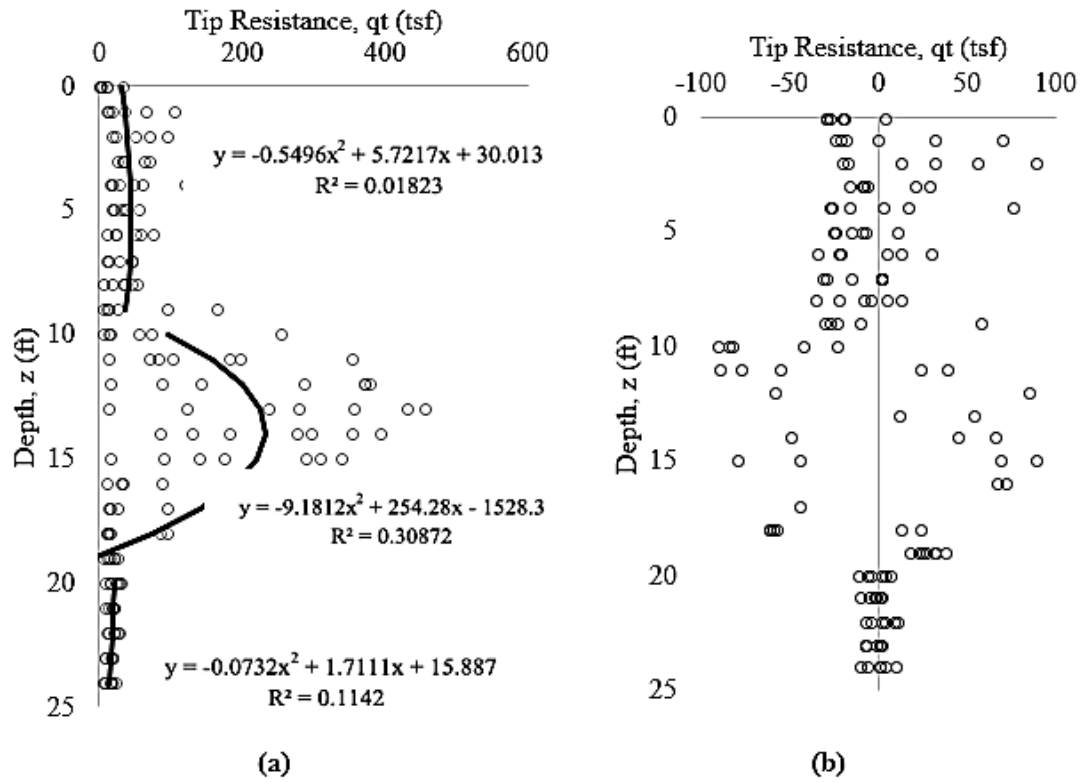 Tip Resistance, qt (tsf)
0 200 400 600
0
5
10
15
20
25
Depth, z (ft)
y = -0.5496x² + 5.7217x + 30.013
R² = 0.01823
y = -9.1812x² + 254.28x - 1528.3
R² = 0.30872
y = -0.0732x² + 1.7111x + 15.887
R² = 0.1142
(a)
Tip Resistance, qt (tsf)
-100 -50 0 50 100
0
5
10
15
20
25
Depth, z (ft)
(b)